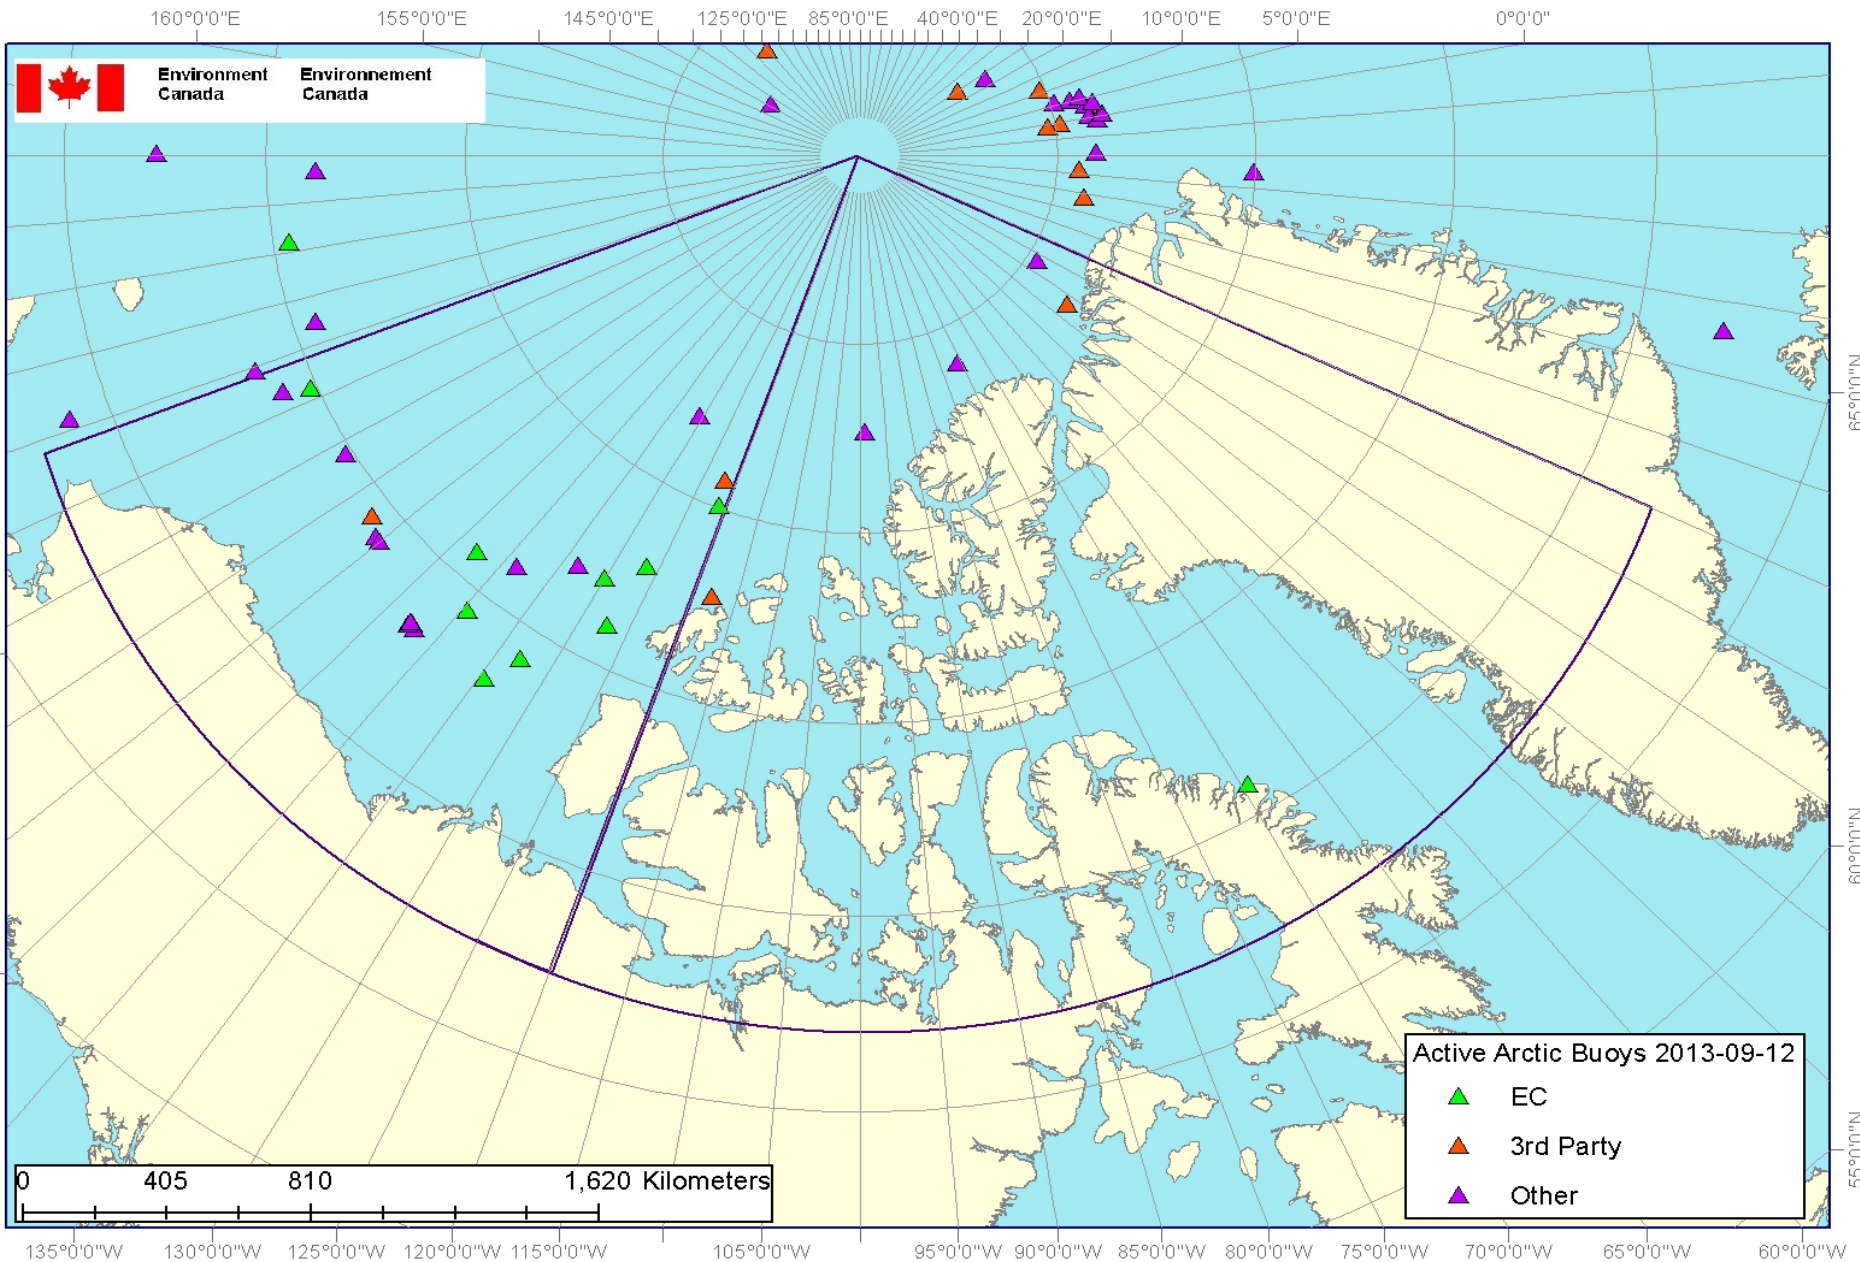 160°0'0"E 155°0'0"E 145°0'0"E 125°0'0"E 85°0'0"E 40°0'0"E 20°0'0"E 10°0'0"E 5°0'0"E 0°0'0"
Environment Environnement
Canada Canada
65°0'0"N
60°0'0"N
55°0'0"N
Active Arctic Buoys 2013-09-12
EC
3rd Party
Other
0 405 810 1,620 Kilometers
135°0'0"W 130°0'0"W 125°0'0"W 120°0'0"W 115°0'0"W 105°0'0"W 95°0'0"W 90°0'0"W 85°0'0"W 80°0'0"W 75°0'0"W 70°0'0"W 65°0'0"W 60°0'0"W